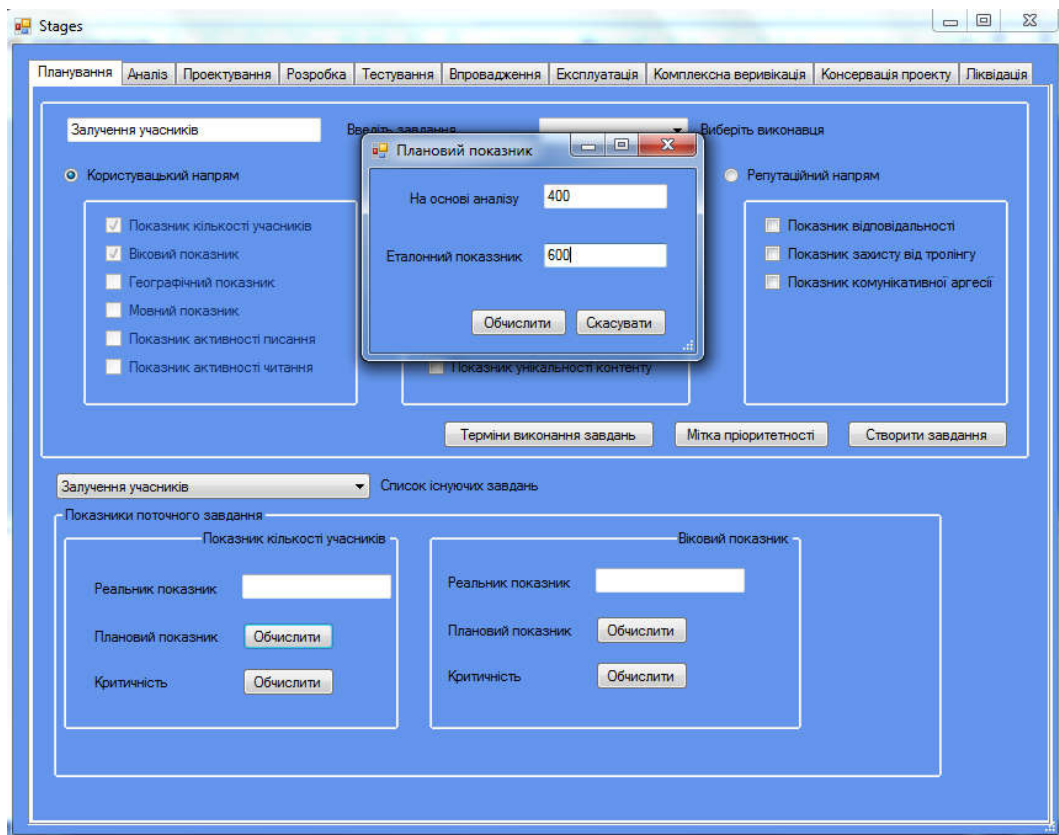 Stages
Планування Аналіз Проектування Розробка Тестування Впровадження Експлуатація Комплексна веривікація Консервація проекту Ліквідація
Залучення учасників Введіть завдання Виберіть виконавця
Користувацький напрям Репутаційний напрям
Показник кількості учасників
Віковий показник
Географічний показник
Мовний показник
Показник активності писання
Показник активності читання
Плановий показник
На основі аналізу 400
Еталонний показзник 600
Обчислити Скасувати
Показник унікальності контенту
Показник відповідальності
Показник захисту від тролінгу
Показник комунікативної аргесії
Терміни виконання завдань Мітка пріоритетності Створити завдання
Залучення учасників Список існуючих завдань
Показники поточного завдання
Показник кількості учасників
Реальник показник
Плановий показник Обчислити
Критичність Обчислити
Віковий показник
Реальник показник
Плановий показник Обчислити
Критичність Обчислити